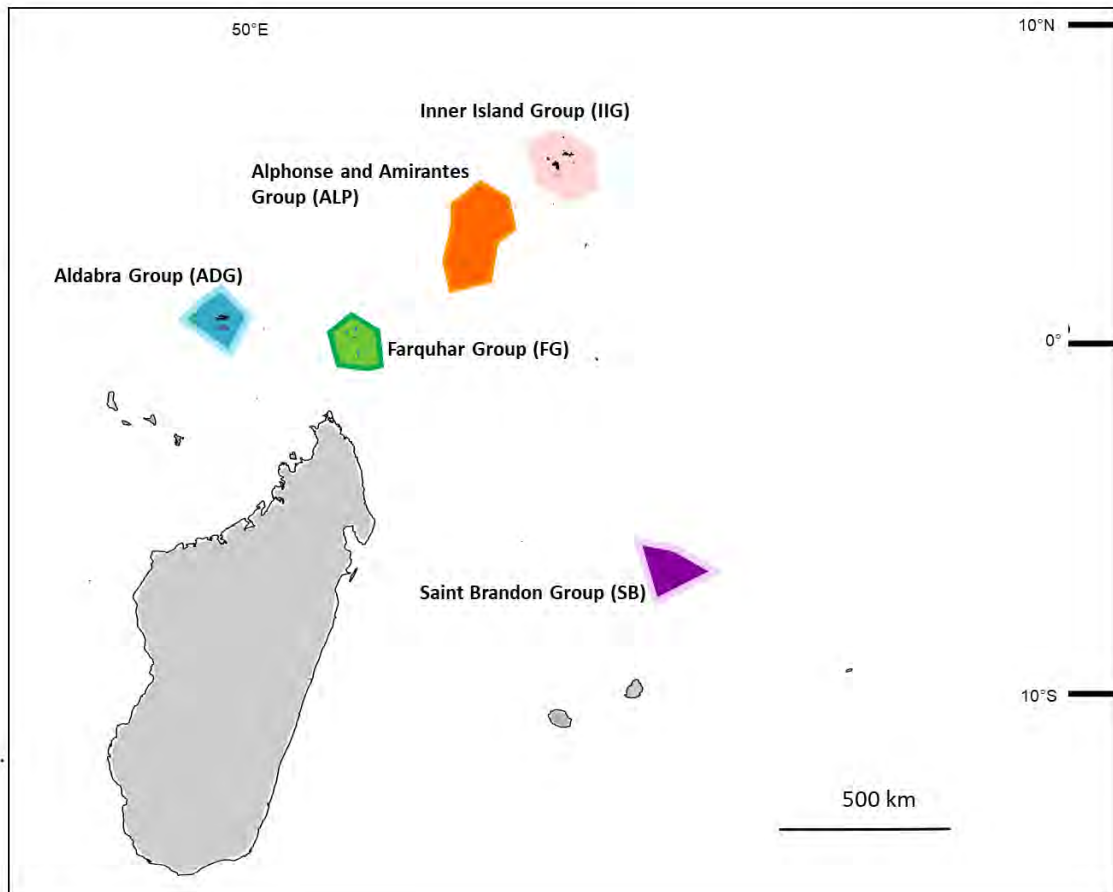 50°E
10°N
Inner Island Group (IIG)
Alphonse and Amirantes
Group (ALP)
Aldabra Group (ADG)
0°
Farquhar Group (FG)
Saint Brandon Group (SB)
10°S
500 km